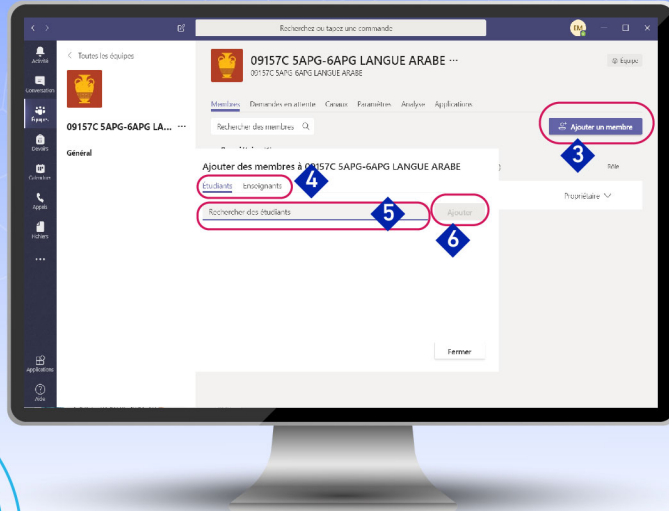 Recherchez ou tapez une commande
EM
Activité
Conversation
Équipes
Devoirs
Calendrier
Appels
Fichiers
Applications
Aide
Toutes les équipes
09157C 5APG-6APG LA... ...
Général
09157C 5APG-6APG LANGUE ARABE ...
09157C 5APG-6APG LANGUE ARABE
Équipe
Membres Demandes en attente Canaux Paramètres Analyse Applications
Rechercher des membres
Ajouter un membre
3
Rôle
Propriétaire
Ajouter des membres à 09157C 5APG-6APG LANGUE ARABE
Étudiants Enseignants
4
Rechercher des étudiants
5
Ajouter
6
Fermer